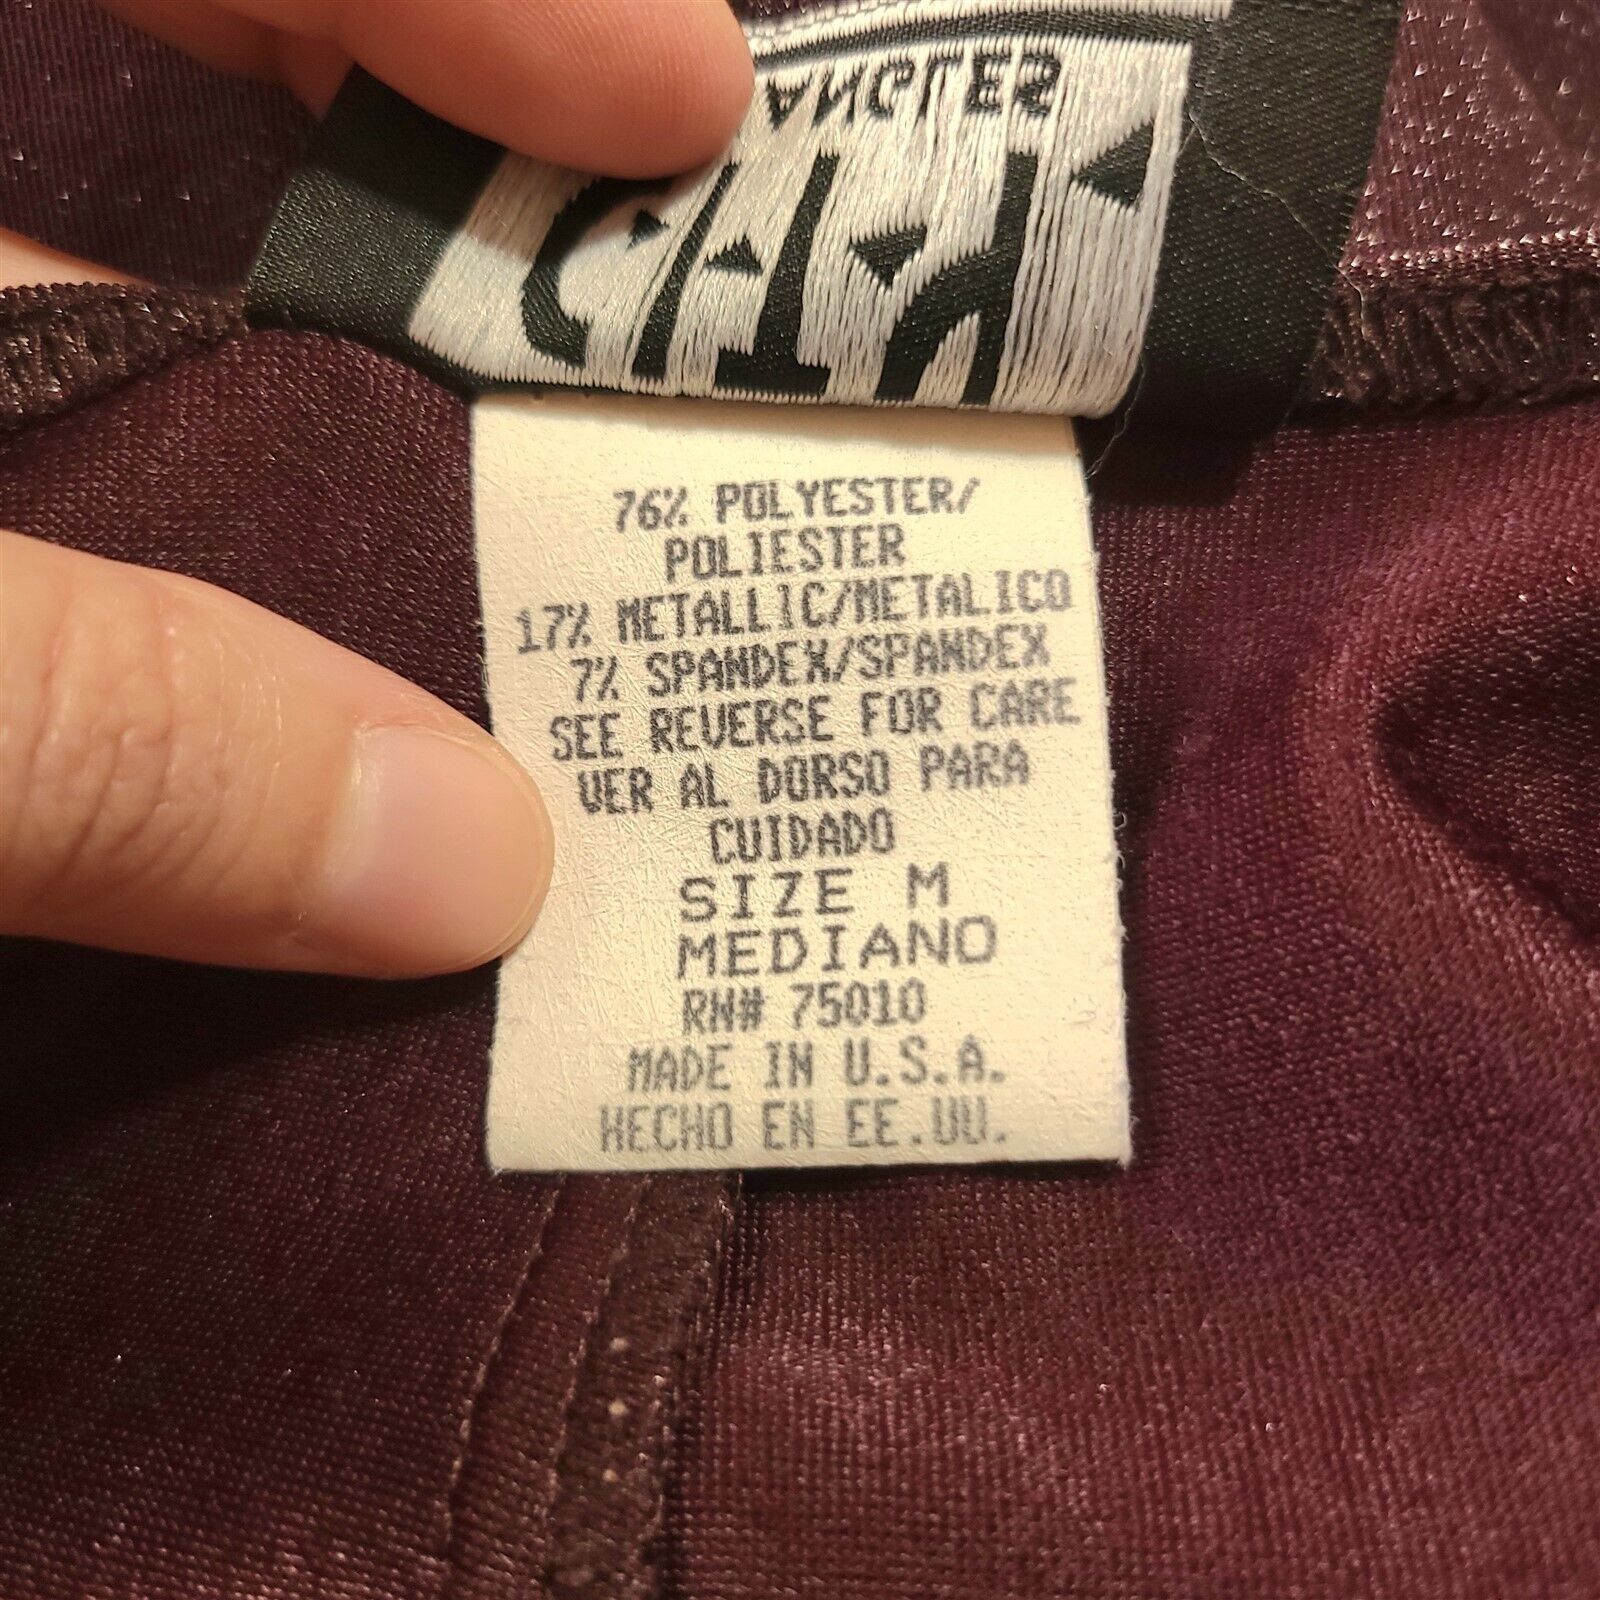 ANGLES
76% POLYESTER/
POLIESTER
17% METALLIC/METALICO
7% SPANDEX/SPANDEX
SEE REVERSE FOR CARE
VER AL DORSO PARA
CUIDADO
SIZE M
MEDIANO
RN# 75010
MADE IN U.S.A.
HECHO EN EE.UU.